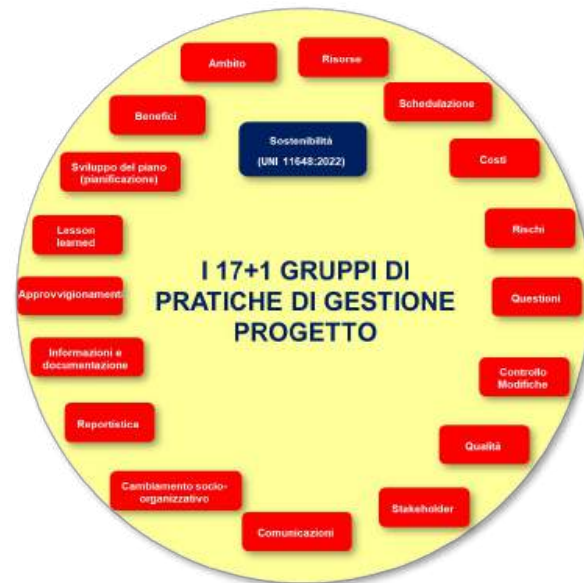 Ambito
Risorse
Schedulazione
Costi
Rischi
Questioni
Controllo
Modifiche
Qualità
Stakeholder
Comunicazioni
Cambiamento socio-
organizzativo
Reportistica
Informazioni e
documentazione
Approvvigionamenti
Lesson
learned
Sviluppo del piano
(pianificazione)
Benefici
Sostenibilità
(UNI 11648:2022)
I 17+1 GRUPPI DI
PRATICHE DI GESTIONE
PROGETTO